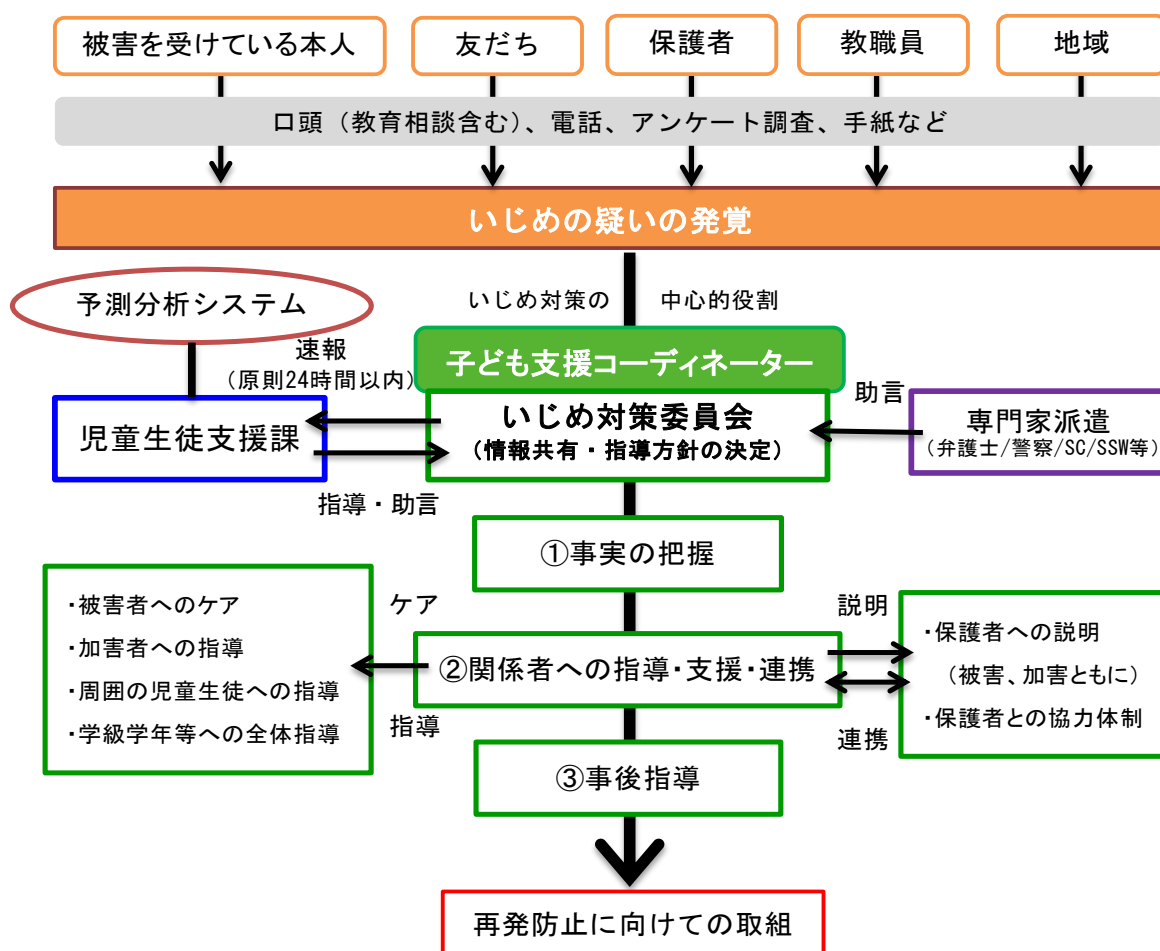 被害を受けている本人
友だち
保護者
教職員
地域
口頭（教育相談含む）、電話、アンケート調査、手紙など
いじめの疑いの発覚
予測分析システム
いじめ対策の　中心的役割
速報
（原則24時間以内）
子ども支援コーディネーター
児童生徒支援課
いじめ対策委員会
（情報共有・指導方針の決定）
助言
専門家派遣
（弁護士/警察/SC/SSW等）
指導・助言
①事実の把握
・被害者へのケア
・加害者への指導
・周囲の児童生徒への指導
・学級学年等への全体指導
ケア
指導
②関係者への指導・支援・連携
説明
連携
・保護者への説明
（被害、加害ともに）
・保護者との協力体制
③事後指導
再発防止に向けての取組